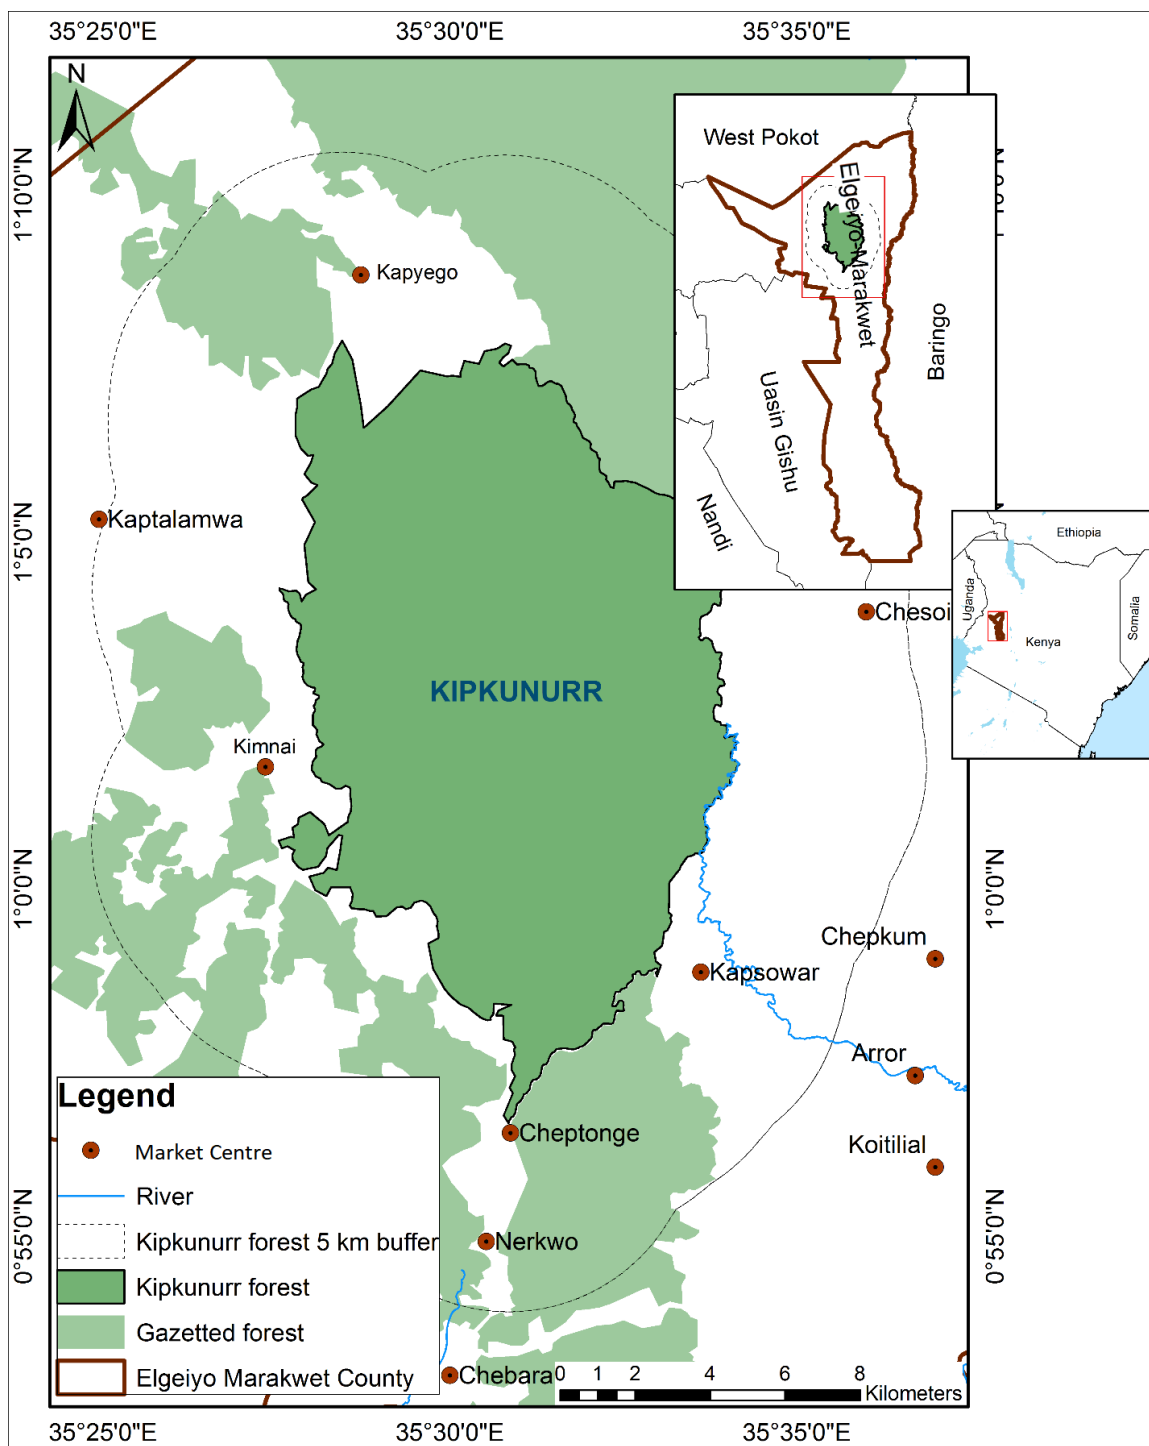 35°25'0"E 35°30'0"E 35°35'0"E
N
West Pokot
Elgeiyo-Marakwet
Baringo
Uasin Gishu
Nandi
1°10'0"N
Kapyego
Kaptalamwa
1°5'0"N
Ethiopia
Uganda
Kenya
Somalia
Chesoi
KIPKUNURR
Kimnai
1°0'0"N 1°0'0"N
Chepkum
Kapsowar
Arror
Cheptonge
Koitilial
Nerkwo
0°55'0"N 0°55'0"N
Chebara
Legend
Market Centre
River
Kipkunurr forest 5 km buffer
Kipkunurr forest
Gazetted forest
Elgeiyo Marakwet County
0 1 2 4 6 8
Kilometers
35°25'0"E 35°30'0"E 35°35'0"E